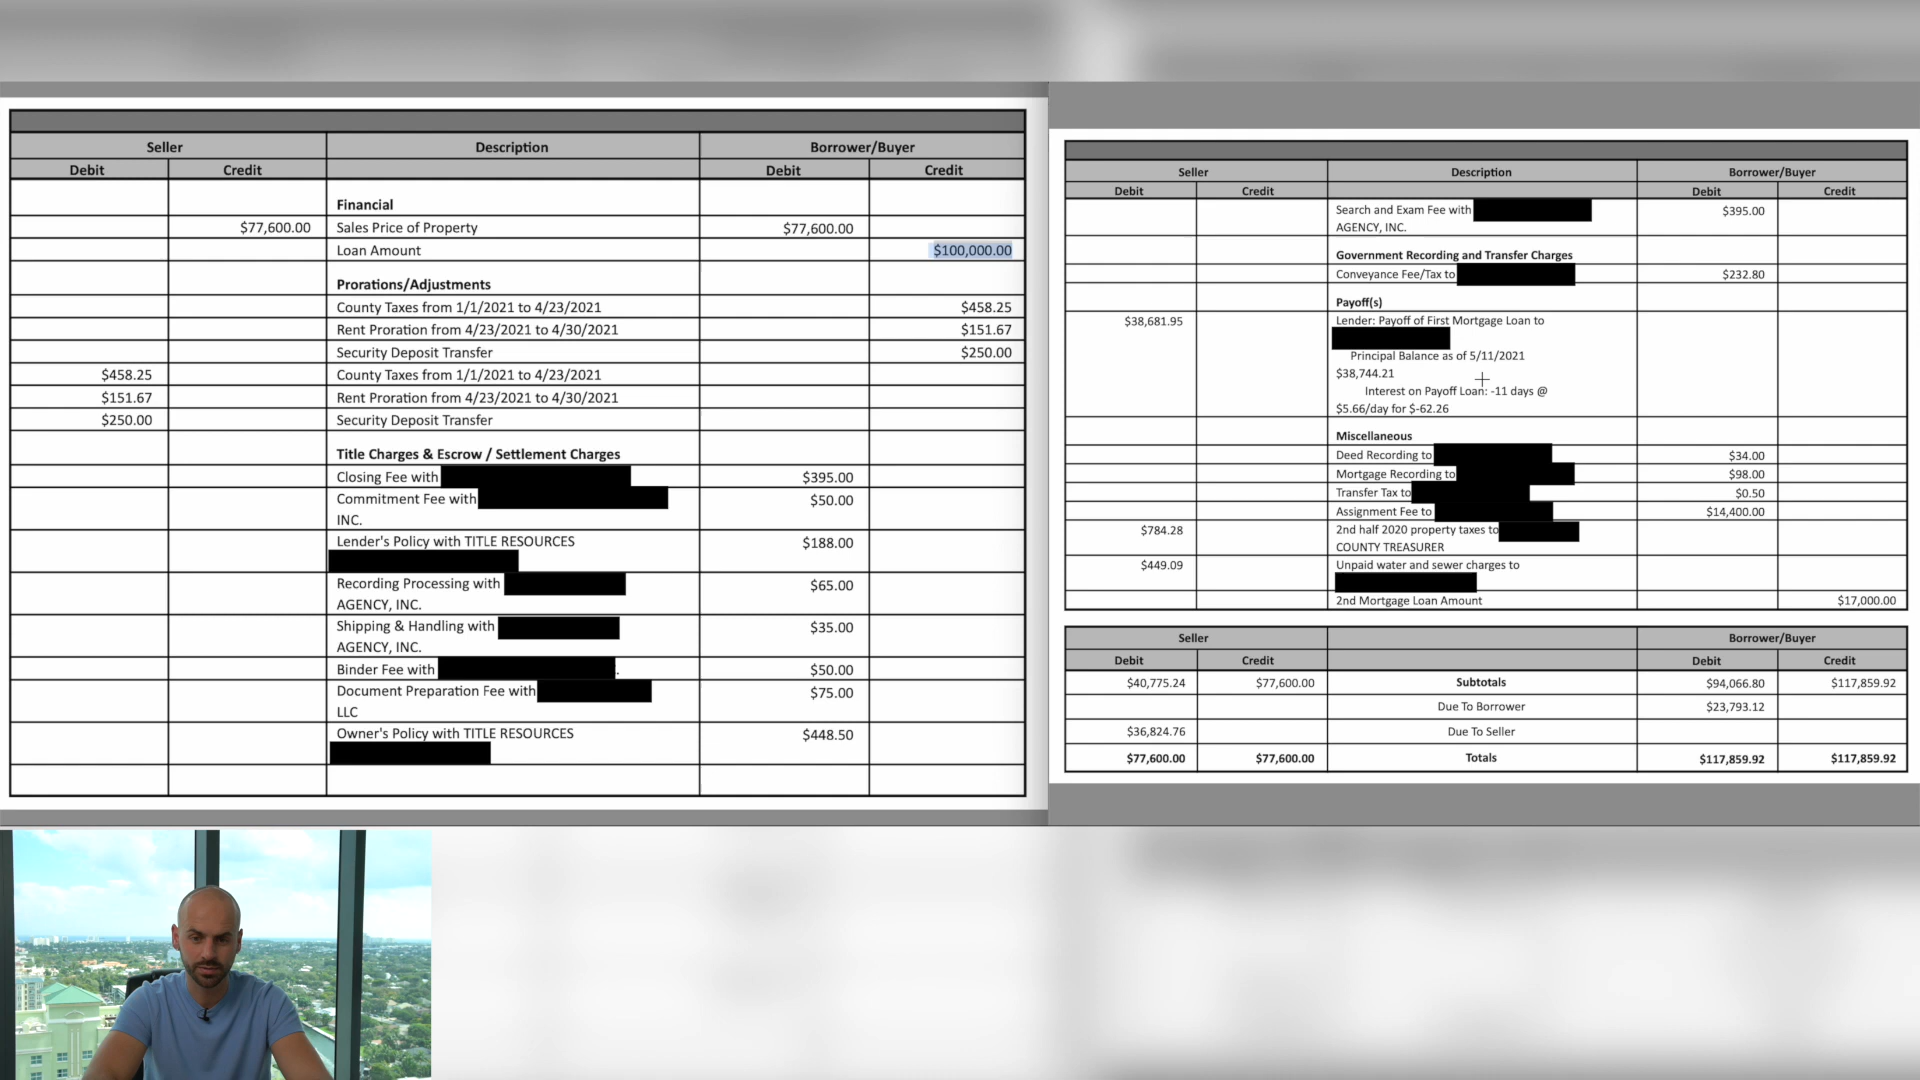 Seller Description Borrower/Buyer
Debit Credit Debit Credit
Financial
$77,600.00 Sales Price of Property $77,600.00
Loan Amount $100,000.00
Prorations/Adjustments
County Taxes from 1/1/2021 to 4/23/2021 $458.25
Rent Proration from 4/23/2021 to 4/30/2021 $151.67
Security Deposit Transfer $250.00
$458.25 County Taxes from 1/1/2021 to 4/23/2021
$151.67 Rent Proration from 4/23/2021 to 4/30/2021
$250.00 Security Deposit Transfer
Title Charges & Escrow / Settlement Charges
Closing Fee with $395.00
Commitment Fee with $50.00
INC.
Lender's Policy with TITLE RESOURCES $188.00
Recording Processing with $65.00
AGENCY, INC.
Shipping & Handling with $35.00
AGENCY, INC.
Binder Fee with . $50.00
Document Preparation Fee with $75.00
LLC
Owner's Policy with TITLE RESOURCES $448.50
Seller Description Borrower/Buyer
Debit Credit Debit Credit
Search and Exam Fee with $395.00
AGENCY, INC.
Government Recording and Transfer Charges
Conveyance Fee/Tax to $232.80
Payoff(s)
$38,681.95 Lender: Payoff of First Mortgage Loan to
Principal Balance as of 5/11/2021
$38,744.21
Interest on Payoff Loan: -11 days @
$5.66/day for $-62.26
Miscellaneous
Deed Recording to $34.00
Mortgage Recording to $98.00
Transfer Tax to $0.50
Assignment Fee to $14,400.00
$784.28 2nd half 2020 property taxes to
COUNTY TREASURER
$449.09 Unpaid water and sewer charges to
2nd Mortgage Loan Amount $17,000.00
Seller Borrower/Buyer
Debit Credit Debit Credit
$40,775.24 $77,600.00 Subtotals $94,066.80 $117,859.92
Due To Borrower $23,793.12
$36,824.76 Due To Seller
$77,600.00 $77,600.00 Totals $117,859.92 $117,859.92